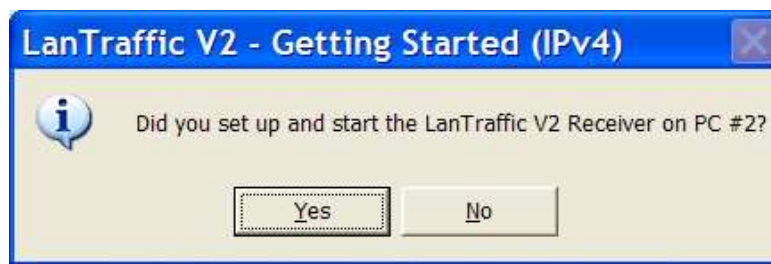 LanTraffic V2 - Getting Started (IPv4)
Did you set up and start the LanTraffic V2 Receiver on PC #2?
Yes
No